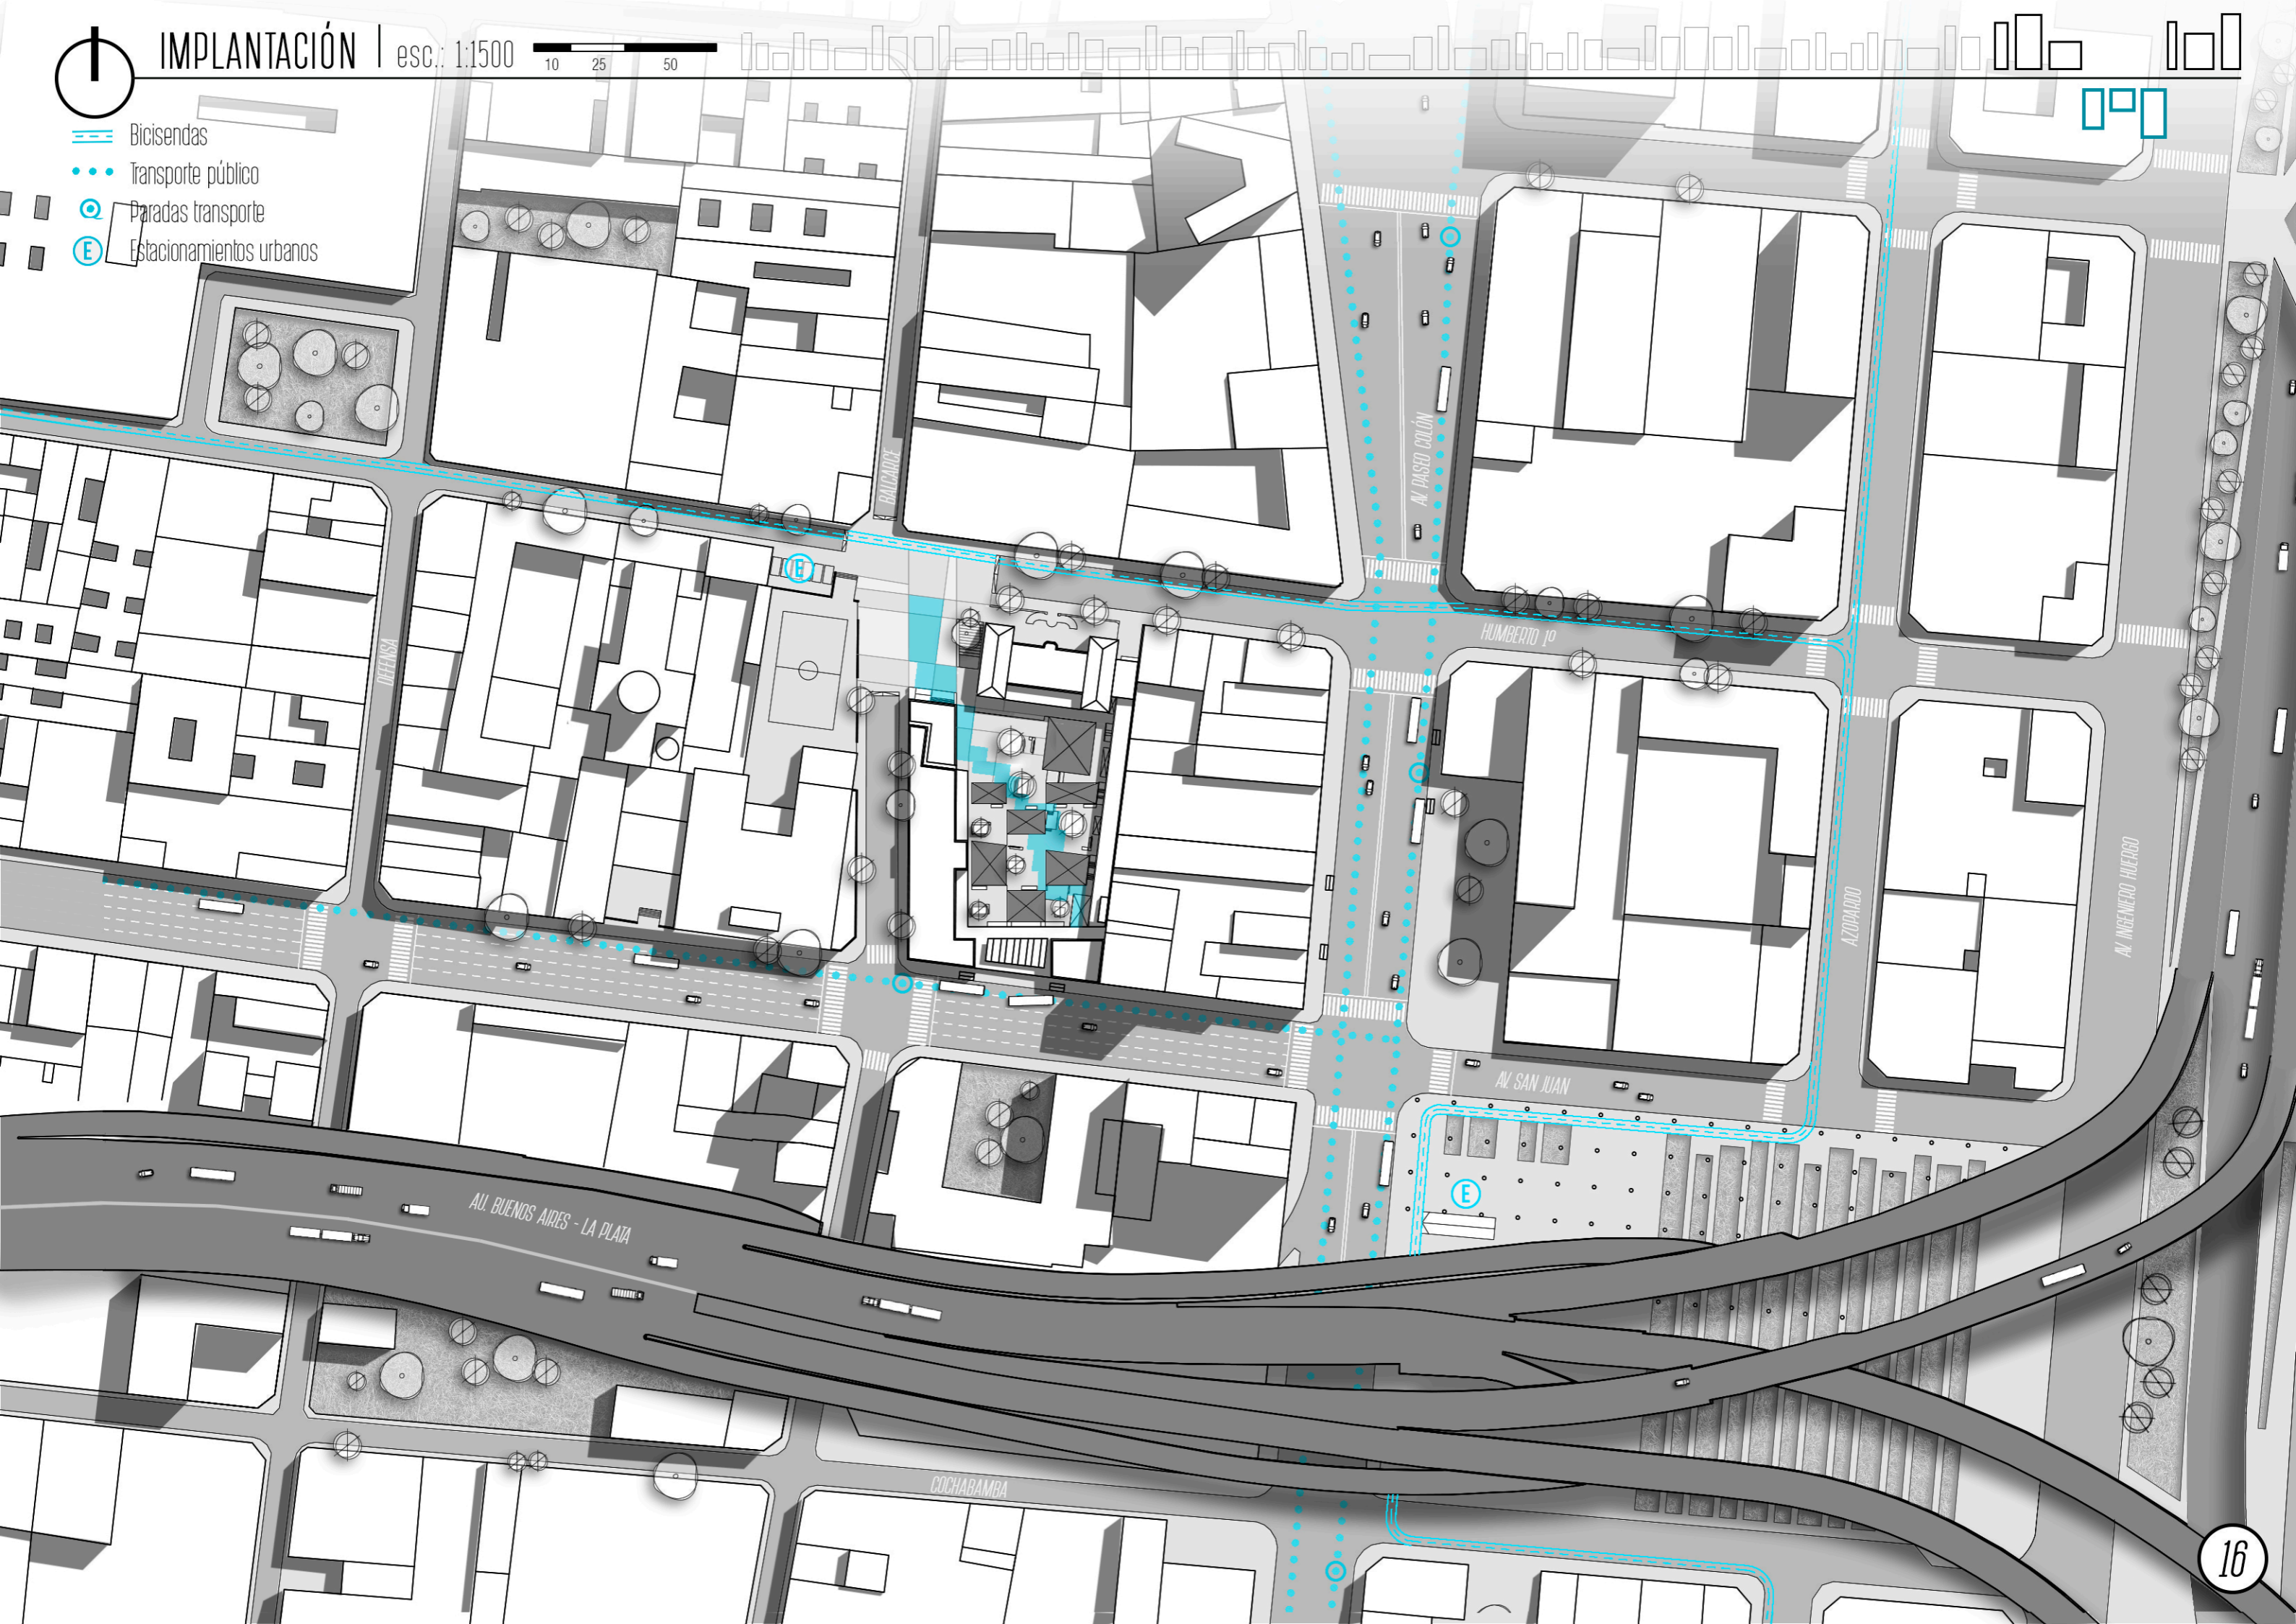 IMPLANTACIÓN | esc.: 1:1500
10 25 50
Bicisendas
Transporte público
Paradas transporte
E Estacionamientos urbanos
BALCARCE
AV. PASEO COLÓN
E
HUMBERTO 1º
DEFENSA
AZOPARDO
AV. INGENIERO HUERGO
AV. SAN JUAN
E
AU. BUENOS AIRES - LA PLATA
COCHABAMBA
16